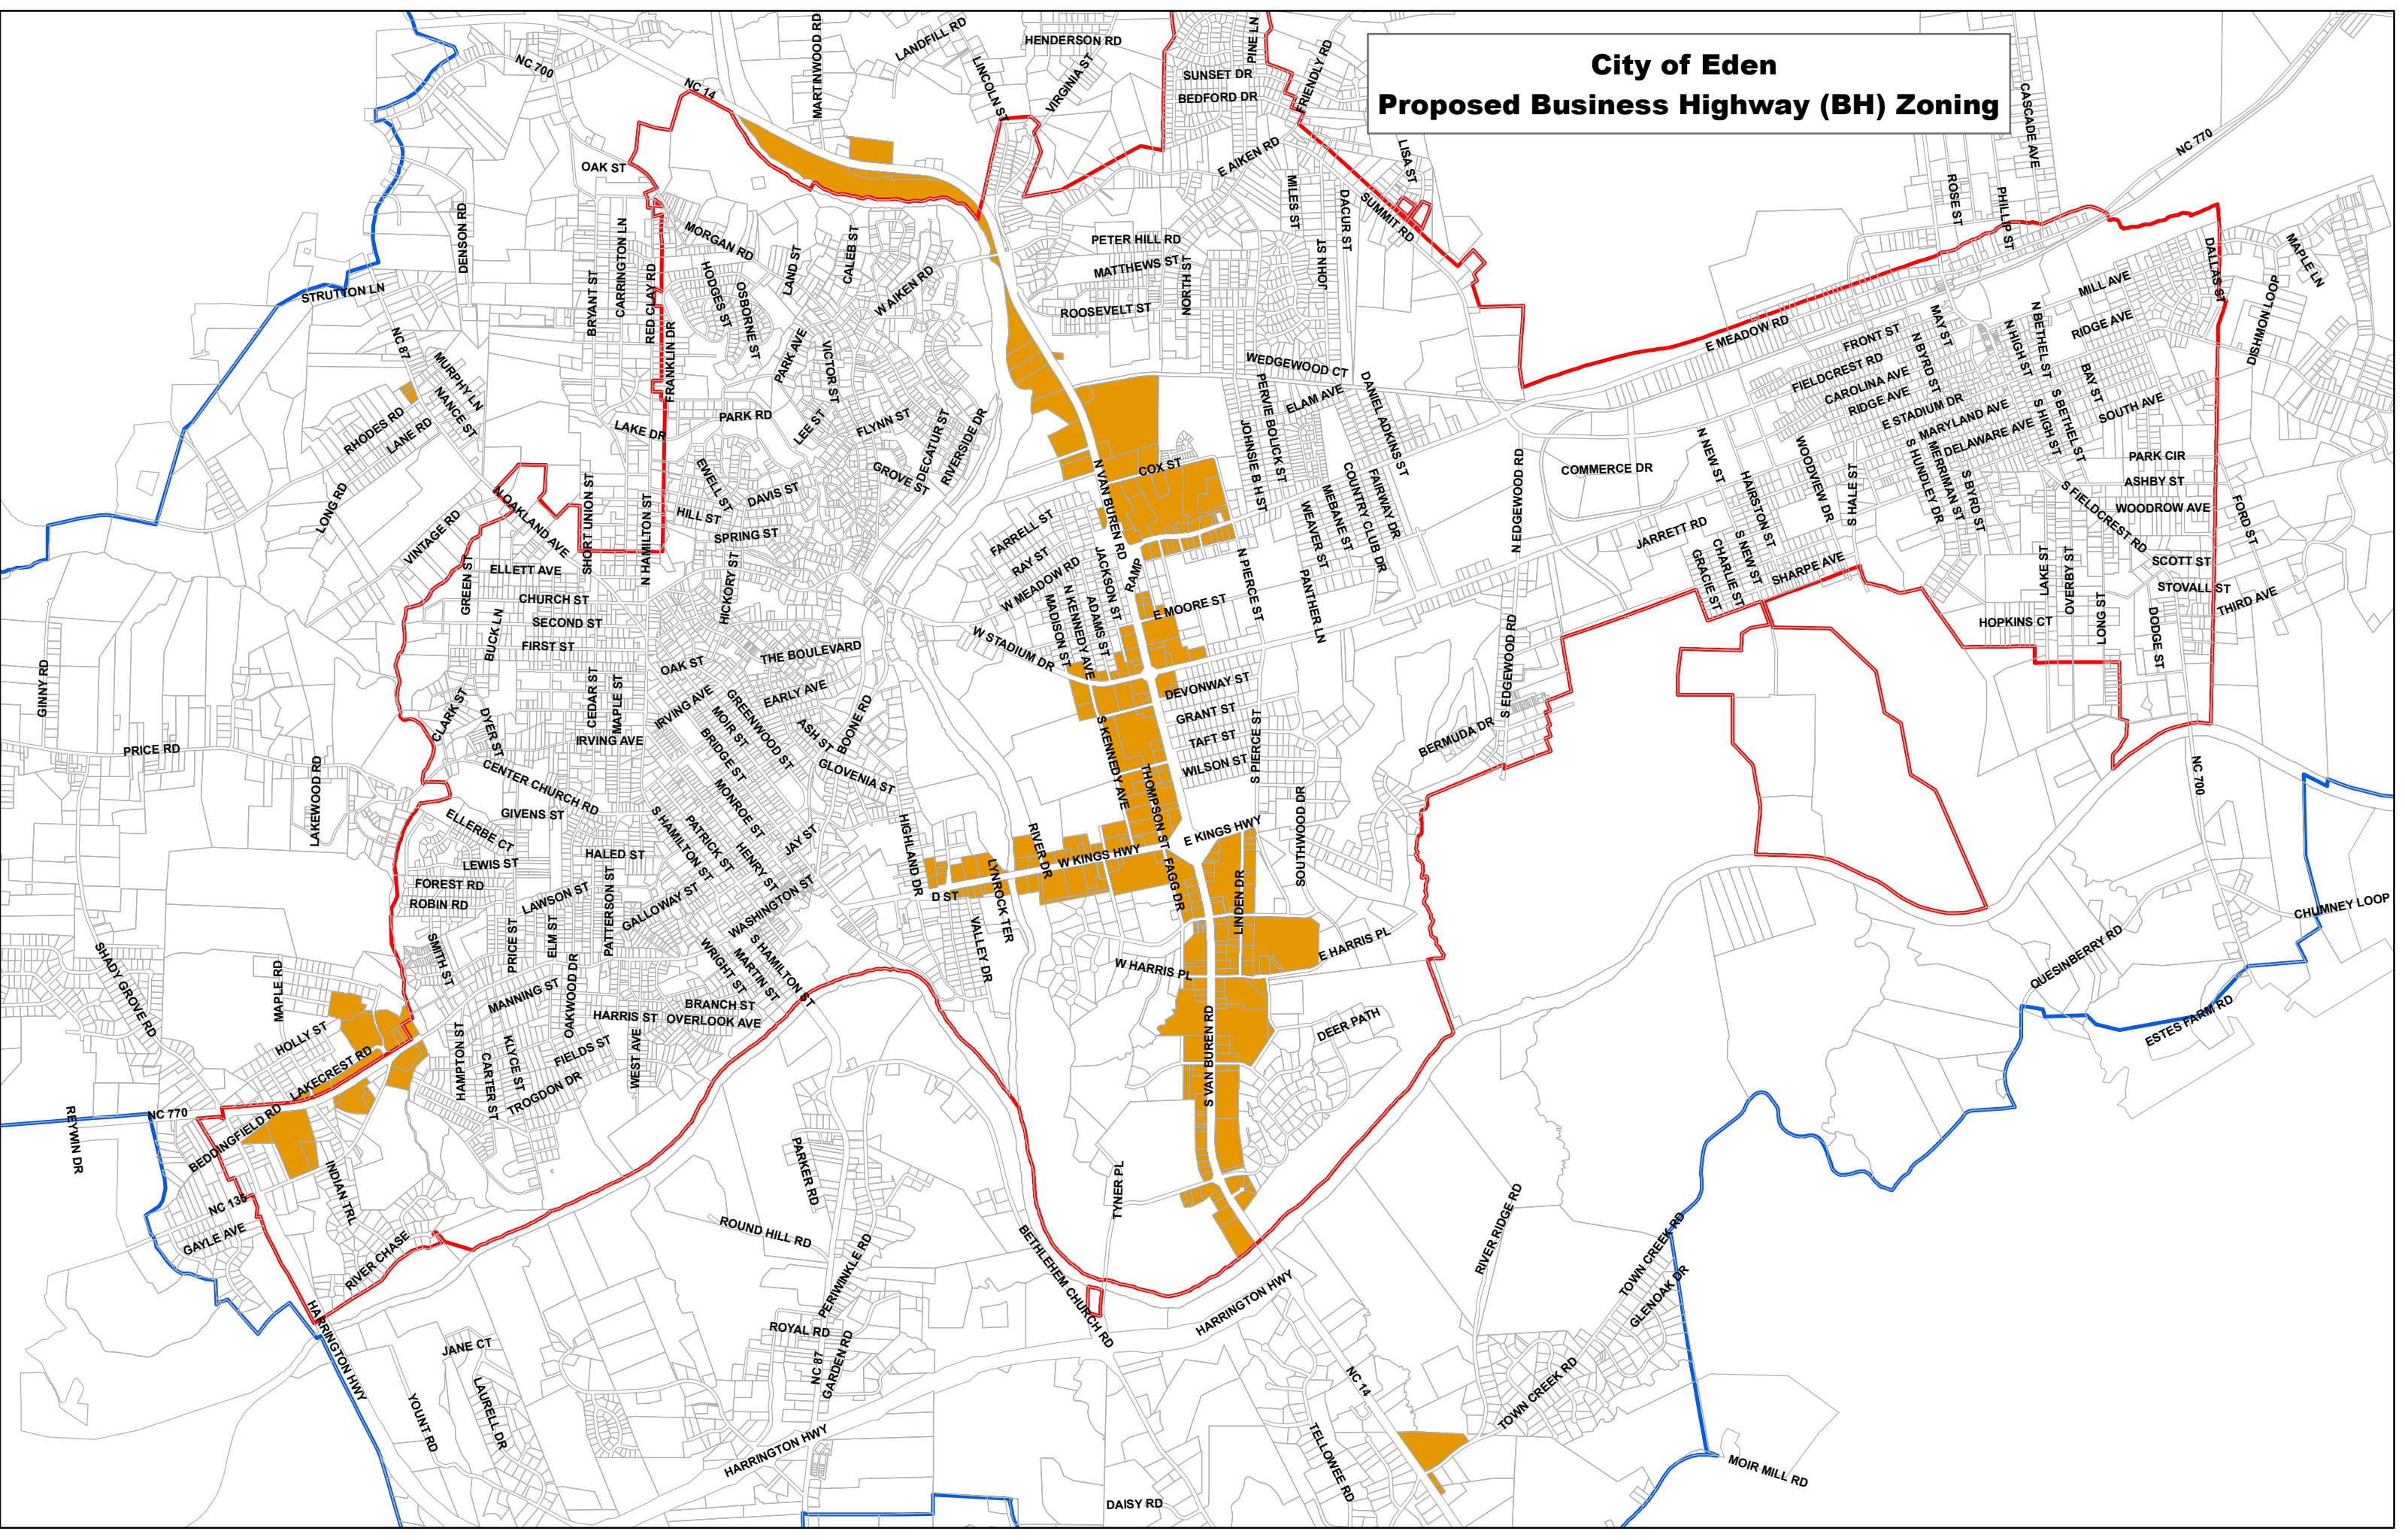 City of Eden
Proposed Business Highway (BH) Zoning
NC 700
NC 14
MARTINWOOD RD
LANDFILL RD
LINCOLN ST
HENDERSON RD
VIRGINIA ST
PINE LN
SUNSET DR
BEDFORD DR
FRIENDLY RD
E AIKEN RD
LISA ST
CASCADE AVE
NC 770
OAK ST
DENSON RD
MORGAN RD
CARRINGTON LN
BRYANT ST
RED CLAY RD
FRANKLIN DR
HODGES ST
OSBORNE ST
LAND ST
CALEB ST
W AIKEN RD
PETER HILL RD
MATTHEWS ST
NORTH ST
ROOSEVELT ST
MILES ST
JOHN ST
DACUR ST
SUMMIT RD
ROSE ST
PHILLIP ST
DALLAS ST
MAPLE LN
DISHMON LOOP
MILL AVE
RIDGE AVE
STRUTTON LN
NC 87
MURPHY LN
NANCE ST
RHODES RD
LANE RD
LONG RD
VINTAGE RD
N OAKLAND AVE
SHORT UNION ST
N HAMILTON ST
LAKE DR
PARK RD
PARK AVE
VICTOR ST
LEE ST
FLYNN ST
DECATUR ST
RIVERSIDE DR
GROVE ST
EWELL ST
DAVIS ST
HILL ST
SPRING ST
HICKORY ST
WEDGEWOOD CT
PERVIE BOLICK ST
ELAM AVE
DANIEL ADKINS ST
JOHNSIE B H ST
COX ST
N VAN BUREN RD
RAMP
FARRELL ST
RAY ST
W MEADOW RD
JACKSON ST
ADAMS ST
N KENNEDY AVE
MADISON ST
E MOORE ST
N PIERCE ST
WEAVER ST
MEBANE ST
COUNTRY CLUB DR
FAIRWAY DR
PANTHER LN
E MEADOW RD
FRONT ST
FIELDCREST RD
CAROLINA AVE
RIDGE AVE
E STADIUM DR
MARYLAND AVE
DELAWARE AVE
MAY ST
N BYRD ST
N HIGH ST
N BETHEL ST
S BETHEL ST
S HIGH ST
BAY ST
SOUTH AVE
PARK CIR
ASHBY ST
WOODROW AVE
S FIELDCREST RD
FORD ST
SCOTT ST
STOVALL ST
THIRD AVE
COMMERCE DR
N NEW ST
HAIRSTON ST
WOODVIEW DR
S HALE ST
S HUNDLEY DR
MERRIMAN ST
S BYRD ST
N EDGEWOOD RD
JARRETT RD
GRACIE ST
CHARLIE ST
S NEW ST
SHARPE AVE
LAKE ST
OVERBY ST
LONG ST
HOPKINS CT
DODGE ST
S EDGEWOOD RD
BERMUDA DR
NC 700
GREEN ST
ELLETT AVE
CHURCH ST
SECOND ST
FIRST ST
BUCK LN
CLARK ST
DYER ST
CEDAR ST
MAPLE ST
IRVING AVE
IRVING AVE
OAK ST
THE BOULEVARD
EARLY AVE
GREENWOOD ST
MOIR ST
BRIDGE ST
ASH ST
BOONE RD
GLOVENIA ST
W STADIUM DR
DEVONWAY ST
GRANT ST
TAFT ST
WILSON ST
S PIERCE ST
S KENNEDY AVE
THOMPSON ST
E KINGS HWY
W KINGS HWY
FAGG DR
RIVER DR
HIGHLAND DR
LYNROCK TER
D ST
VALLEY DR
SOUTHWOOD DR
LINDEN DR
E HARRIS PL
W HARRIS PL
DEER PATH
S VAN BUREN RD
GINNY RD
PRICE RD
LAKEWOOD RD
CENTER CHURCH RD
GIVENS ST
ELLERBE CT
LEWIS ST
FOREST RD
ROBIN RD
HALED ST
LAWSON ST
S HAMILTON ST
PATRICK ST
MONROE ST
HENRY ST
JAY ST
GALLOWAY ST
WASHINGTON ST
PATTERSON ST
PRICE ST
ELM ST
OAKWOOD DR
SMITH ST
MANNING ST
WRIGHT ST
MARTIN ST
S HAMILTON ST
BRANCH ST
HARRIS ST
OVERLOOK AVE
FIELDS ST
TROGDON DR
WEST AVE
KLYCE ST
CARTER ST
HAMPTON ST
SHADY GROVE RD
MAPLE RD
HOLLY ST
LAKECREST RD
NC 770
BEDDINGFIELD RD
REYWIN DR
INDIAN TRL
NC 135
GAYLE AVE
RIVER CHASE
HARRINGTON HWY
JANE CT
YOUNT RD
LAURELL DR
HARRINGTON HWY
PARKER RD
ROUND HILL RD
PERIWINKLE RD
ROYAL RD
NC 87
GARDEN RD
BETHLEHEM CHURCH RD
TYNER PL
HARRINGTON HWY
DAISY RD
TELLOWEE RD
NC 14
RIVER RIDGE RD
TOWN CREEK RD
GLENOAK DR
TOWN CREEK RD
MOIR MILL RD
QUESINBERRY RD
ESTES FARM RD
CHUMNEY LOOP